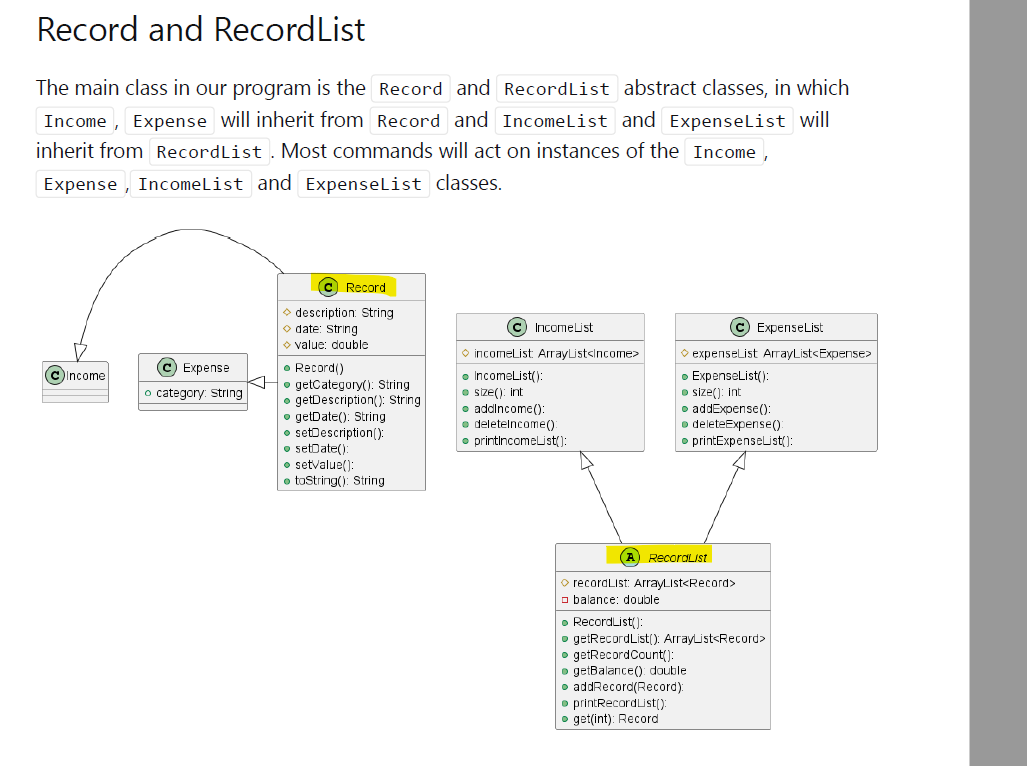 Record and RecordList
The main class in our program is the Record and RecordList abstract classes, in which
Income , Expense will inherit from Record and IncomeList and ExpenseList will
inherit from RecordList . Most commands will act on instances of the Income ,
Expense , IncomeList and ExpenseList classes.
C Record
description: String
date: String
value: double
Record()
getCategory(): String
getDescription(): String
getDate(): String
setDescription():
setDate():
setValue():
toString(): String
C Income
C Expense
category: String
C IncomeList
incomeList: ArrayList<Income>
IncomeList():
size(): int
addIncome():
deleteIncome():
printIncomeList():
C ExpenseList
expenseList: ArrayList<Expense>
ExpenseList():
size(): int
addExpense():
deleteExpense():
printExpenseList():
A RecordList
recordList: ArrayList<Record>
balance: double
RecordList():
getRecordList(): ArrayList<Record>
getRecordCount():
getBalance(): double
addRecord(Record):
printRecordList():
get(int): Record